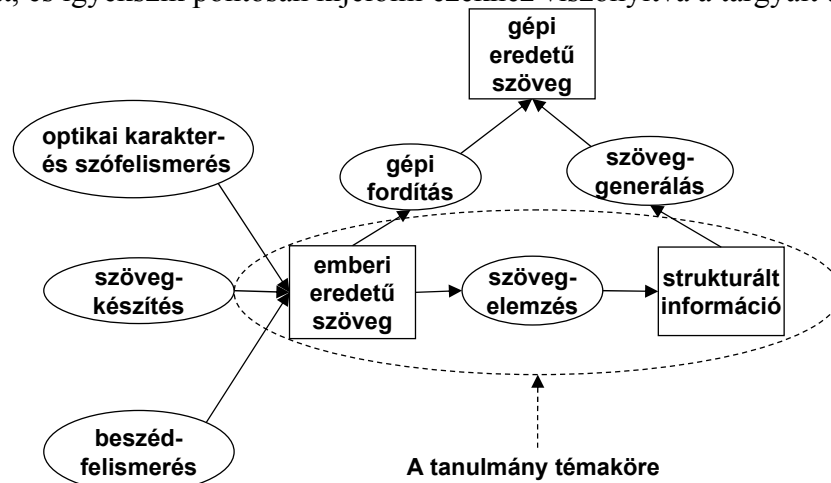 gépi
eredetű
szöveg
optikai karakter-
és szófelismerés
gépi
fordítás
szöveg-
generálás
szöveg-
készítés
emberi
eredetű
szöveg
szöveg-
elemzés
strukturált
információ
beszéd-
felismerés
A tanulmány témaköre